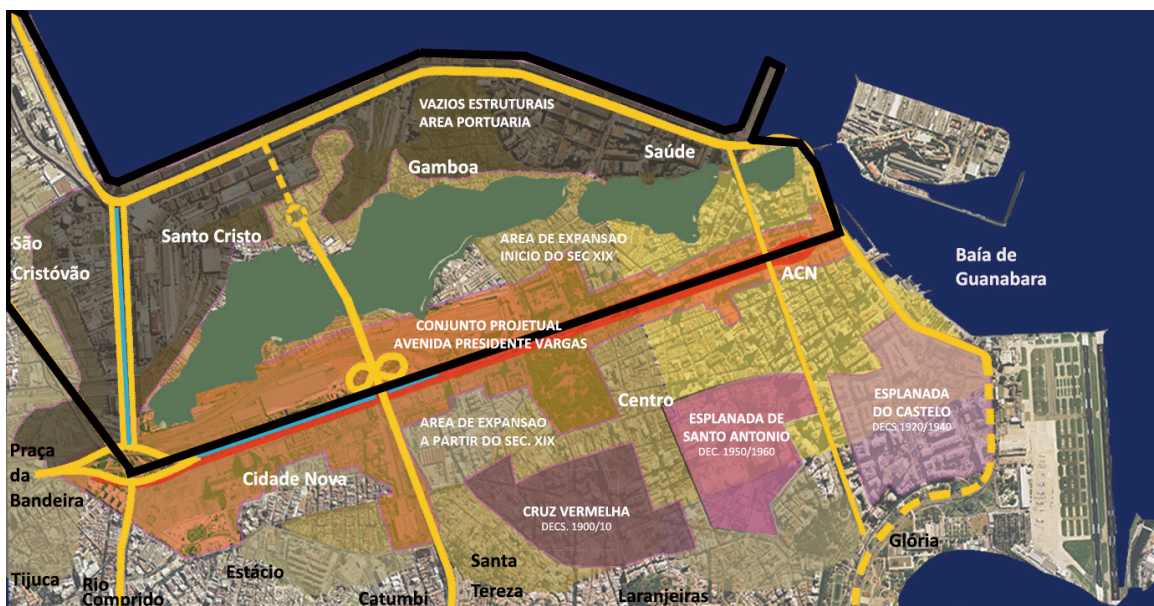 VAZIOS ESTRUTURAIS
AREA PORTUARIA
Saúde
Gamboa
Santo Cristo
São
Cristóvão
AREA DE EXPANSAO
INICIO DO SEC XIX
Baía de
Guanabara
ACN
CONJUNTO PROJETUAL
AVENIDA PRESIDENTE VARGAS
Centro
ESPLANADA
DO CASTELO
DECS.1920/1940
ESPLANADA DE
SANTO ANTONIO
DEC. 1950/1960
AREA DE EXPANSAO
A PARTIR DO SEC. XIX
Praça
da
Bandeira
Cidade Nova
CRUZ VERMELHA
DECS. 1900/10
Glória
Santa
Tereza
Estácio
Tijuca
Rio
Comprido
Catumbi
Laranjeiras